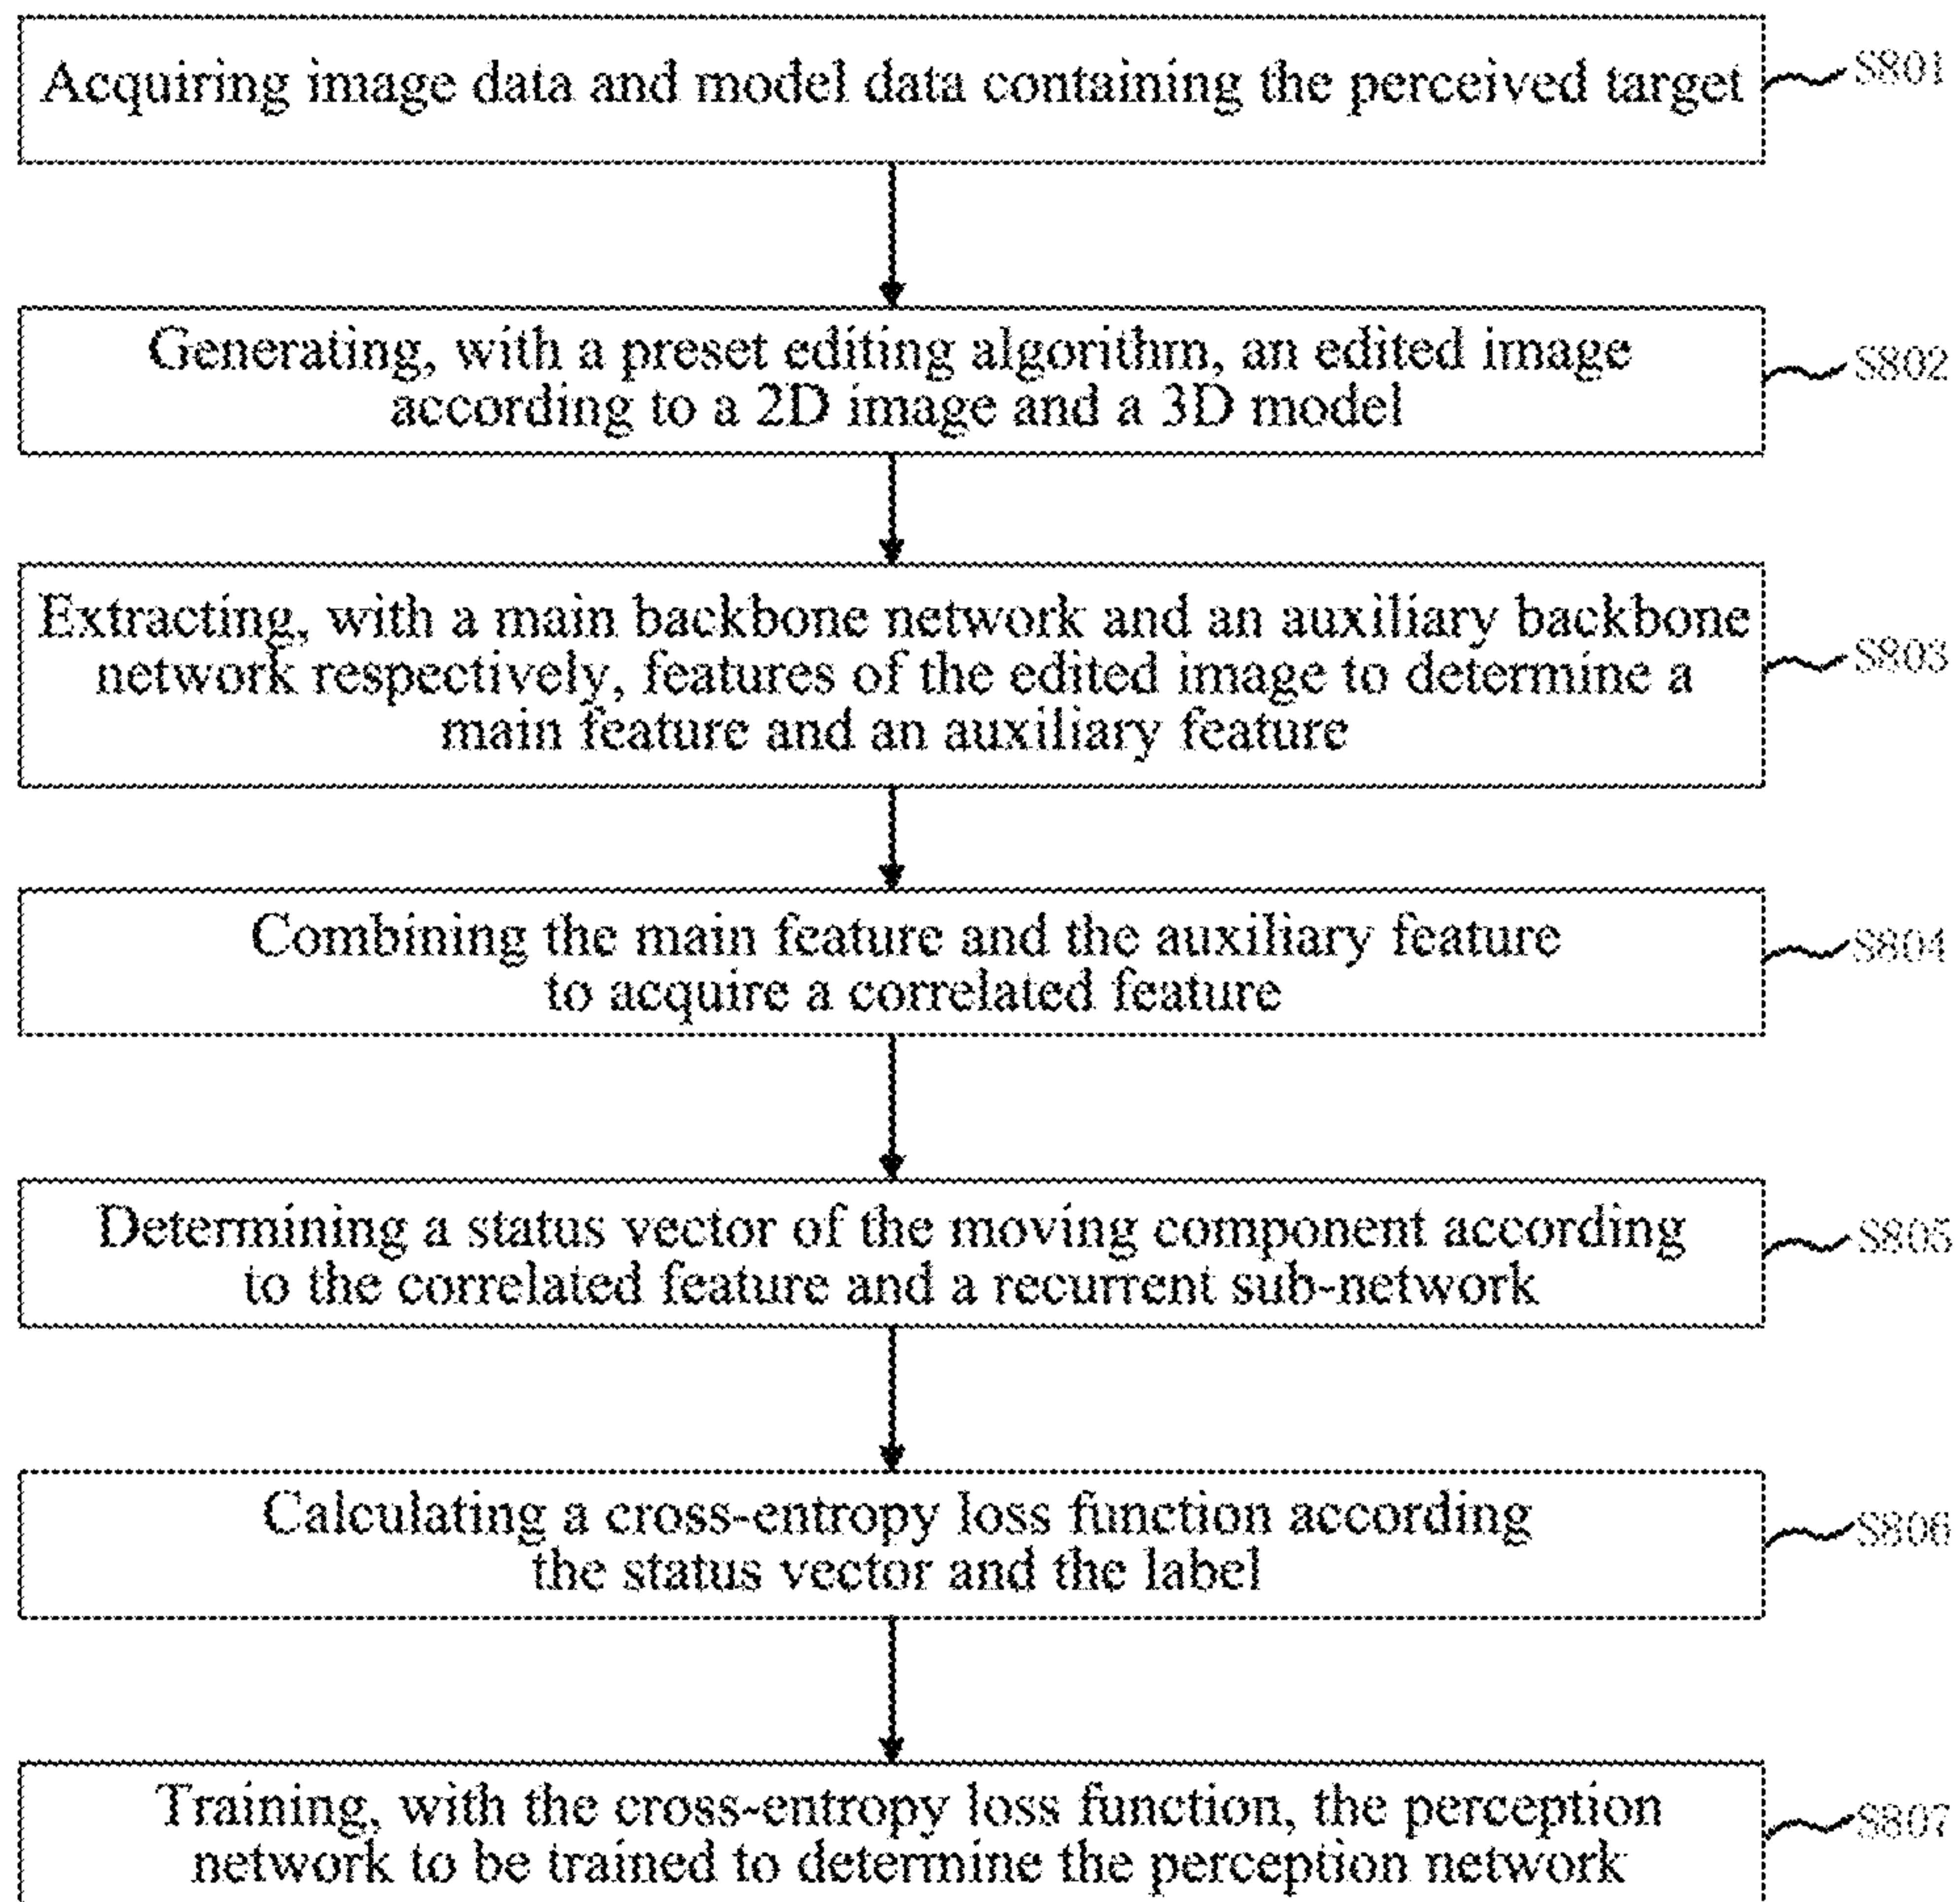 Acquiring image data and model data containing the perceived target
S801
Generating, with a preset editing algorithm, an edited image
according to a 2D image and a 3D model
S802
Extracting, with a main backbone network and an auxiliary backbone
network respectively, features of the edited image to determine a
main feature and an auxiliary feature
S803
Combining the main feature and the auxiliary feature
to acquire a correlated feature
S804
Determining a status vector of the moving component according
to the correlated feature and a recurrent sub-network
S805
Calculating a cross-entropy loss function according
the status vector and the label
S806
Training, with the cross-entropy loss function, the perception
network to be trained to determine the perception network
S807